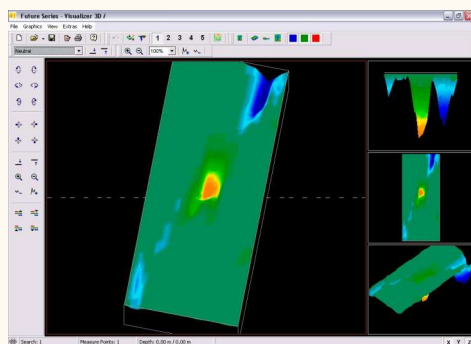 Future Series - Visualizer 3D /
File Graphics View Extras Help
1 2 3 4 5
Neutral 100%
Search: 1 Measure Points: 1 Depth: 0,00 m / 0,00 m X Y Z